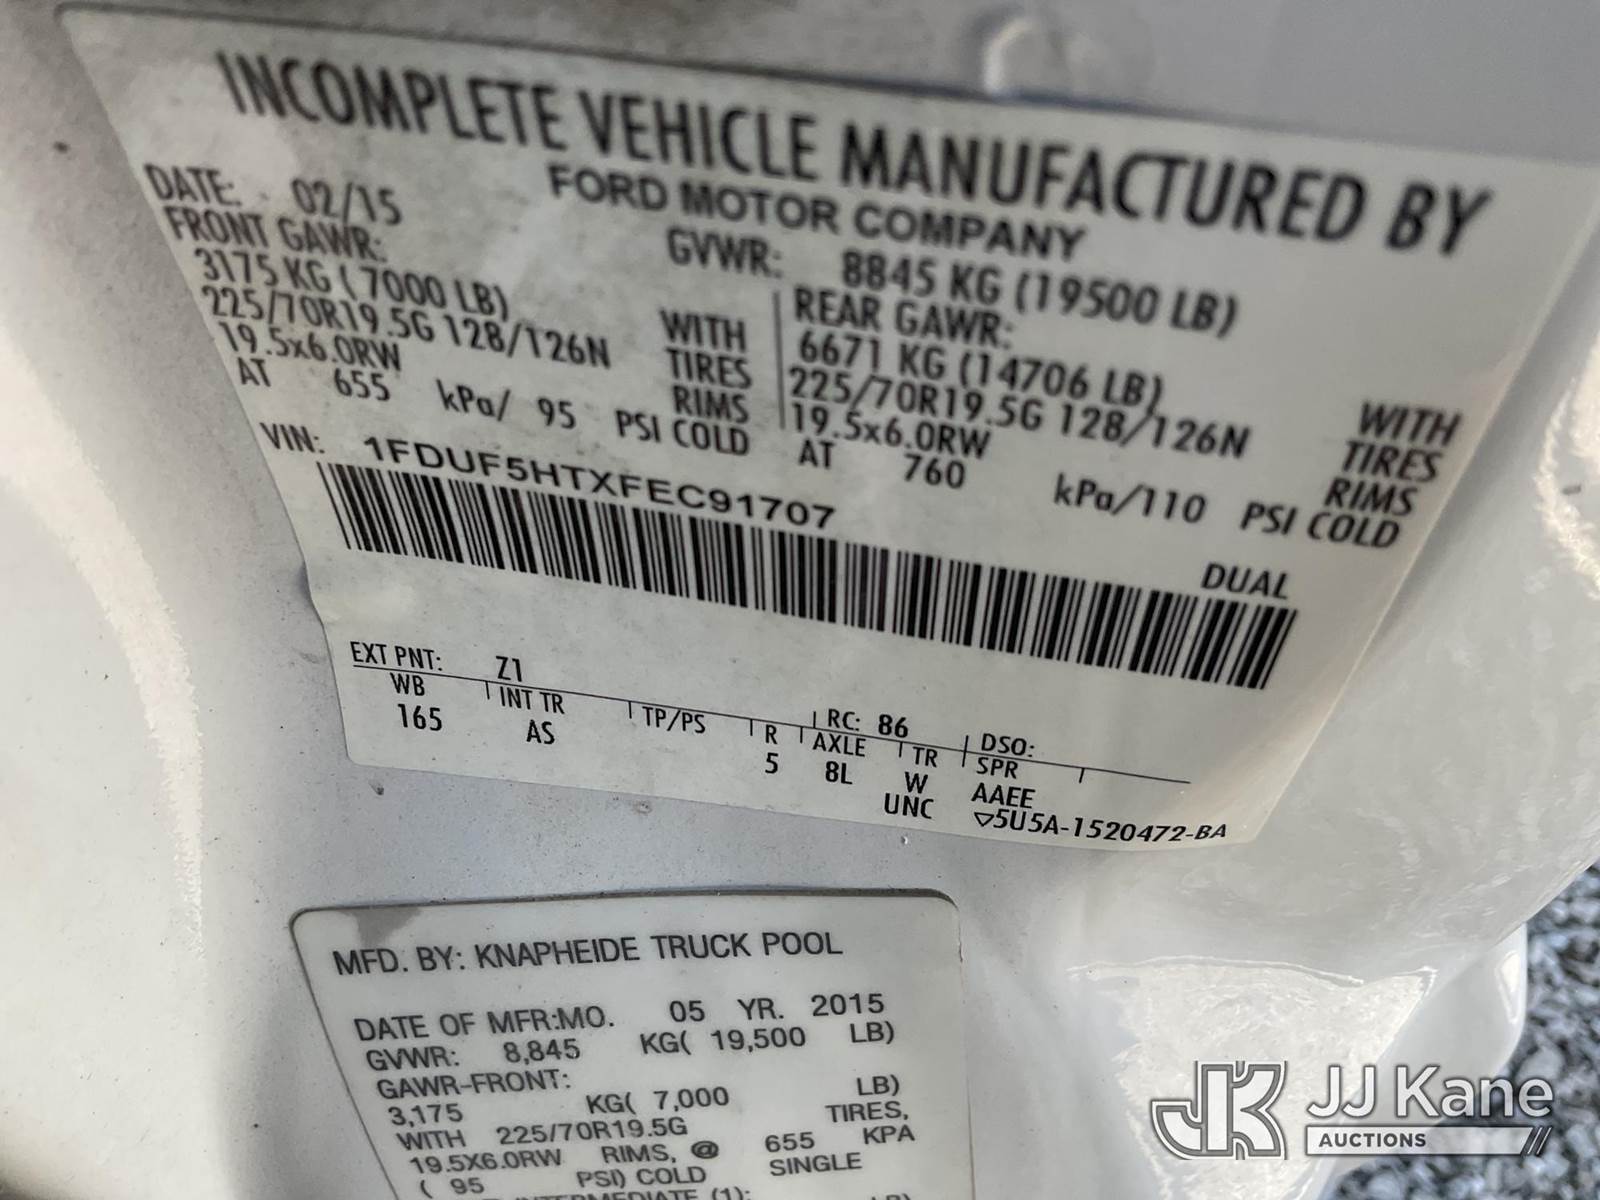 INCOMPLETE VEHICLE MANUFACTURED BY
FORD MOTOR COMPANY
DATE: 02/15 GVWR: 8845 KG (19500 LB)
FRONT GAWR: REAR GAWR:
3175 KG (7000 LB) WITH 6671 KG (14706 LB) WITH
225/70R19.5G 128/126N TIRES 225/70R19.5G 128/126N TIRES
19.5x6.0RW RIMS 19.5x6.0RW RIMS
AT 655 kPa/ 95 PSI COLD AT 760 kPa/110 PSI COLD
VIN: 1FDUF5HTXFEC91707
DUAL
EXT PNT: Z1 RC: 86 DSO:
WB INT TR TP/PS R AXLE TR SPR
165 AS 5 8L W AAEE
UNC ▽5U5A-1520472-BA
MFD. BY: KNAPHEIDE TRUCK POOL
DATE OF MFR:MO. 05 YR. 2015
GVWR: 8,845 KG( 19,500 LB)
GAWR-FRONT:
3,175 KG( 7,000 LB)
WITH 225/70R19.5G TIRES,
19.5X6.0RW RIMS, @ 655 KPA
( 95 PSI) COLD SINGLE
INTERMEDIATE (1): LB)
JJ Kane
AUCTIONS